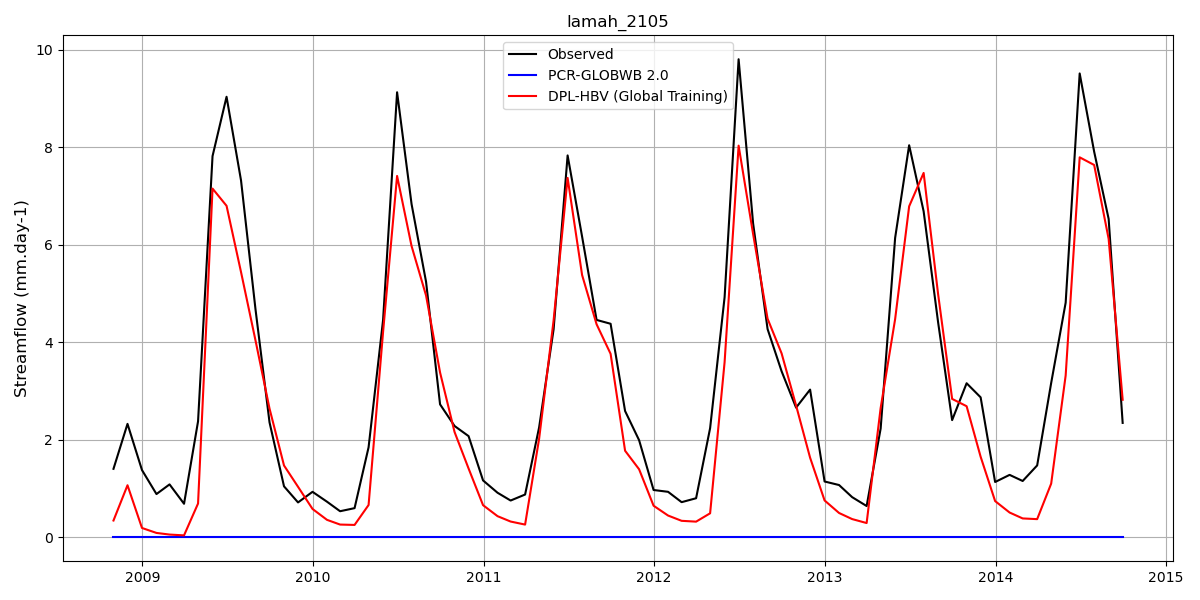 lamah_2105
Observed
PCR-GLOBWB 2.0
DPL-HBV (Global Training)
Streamflow (mm.day-1)
10
8
6
4
2
0
2009 2010 2011 2012 2013 2014 2015